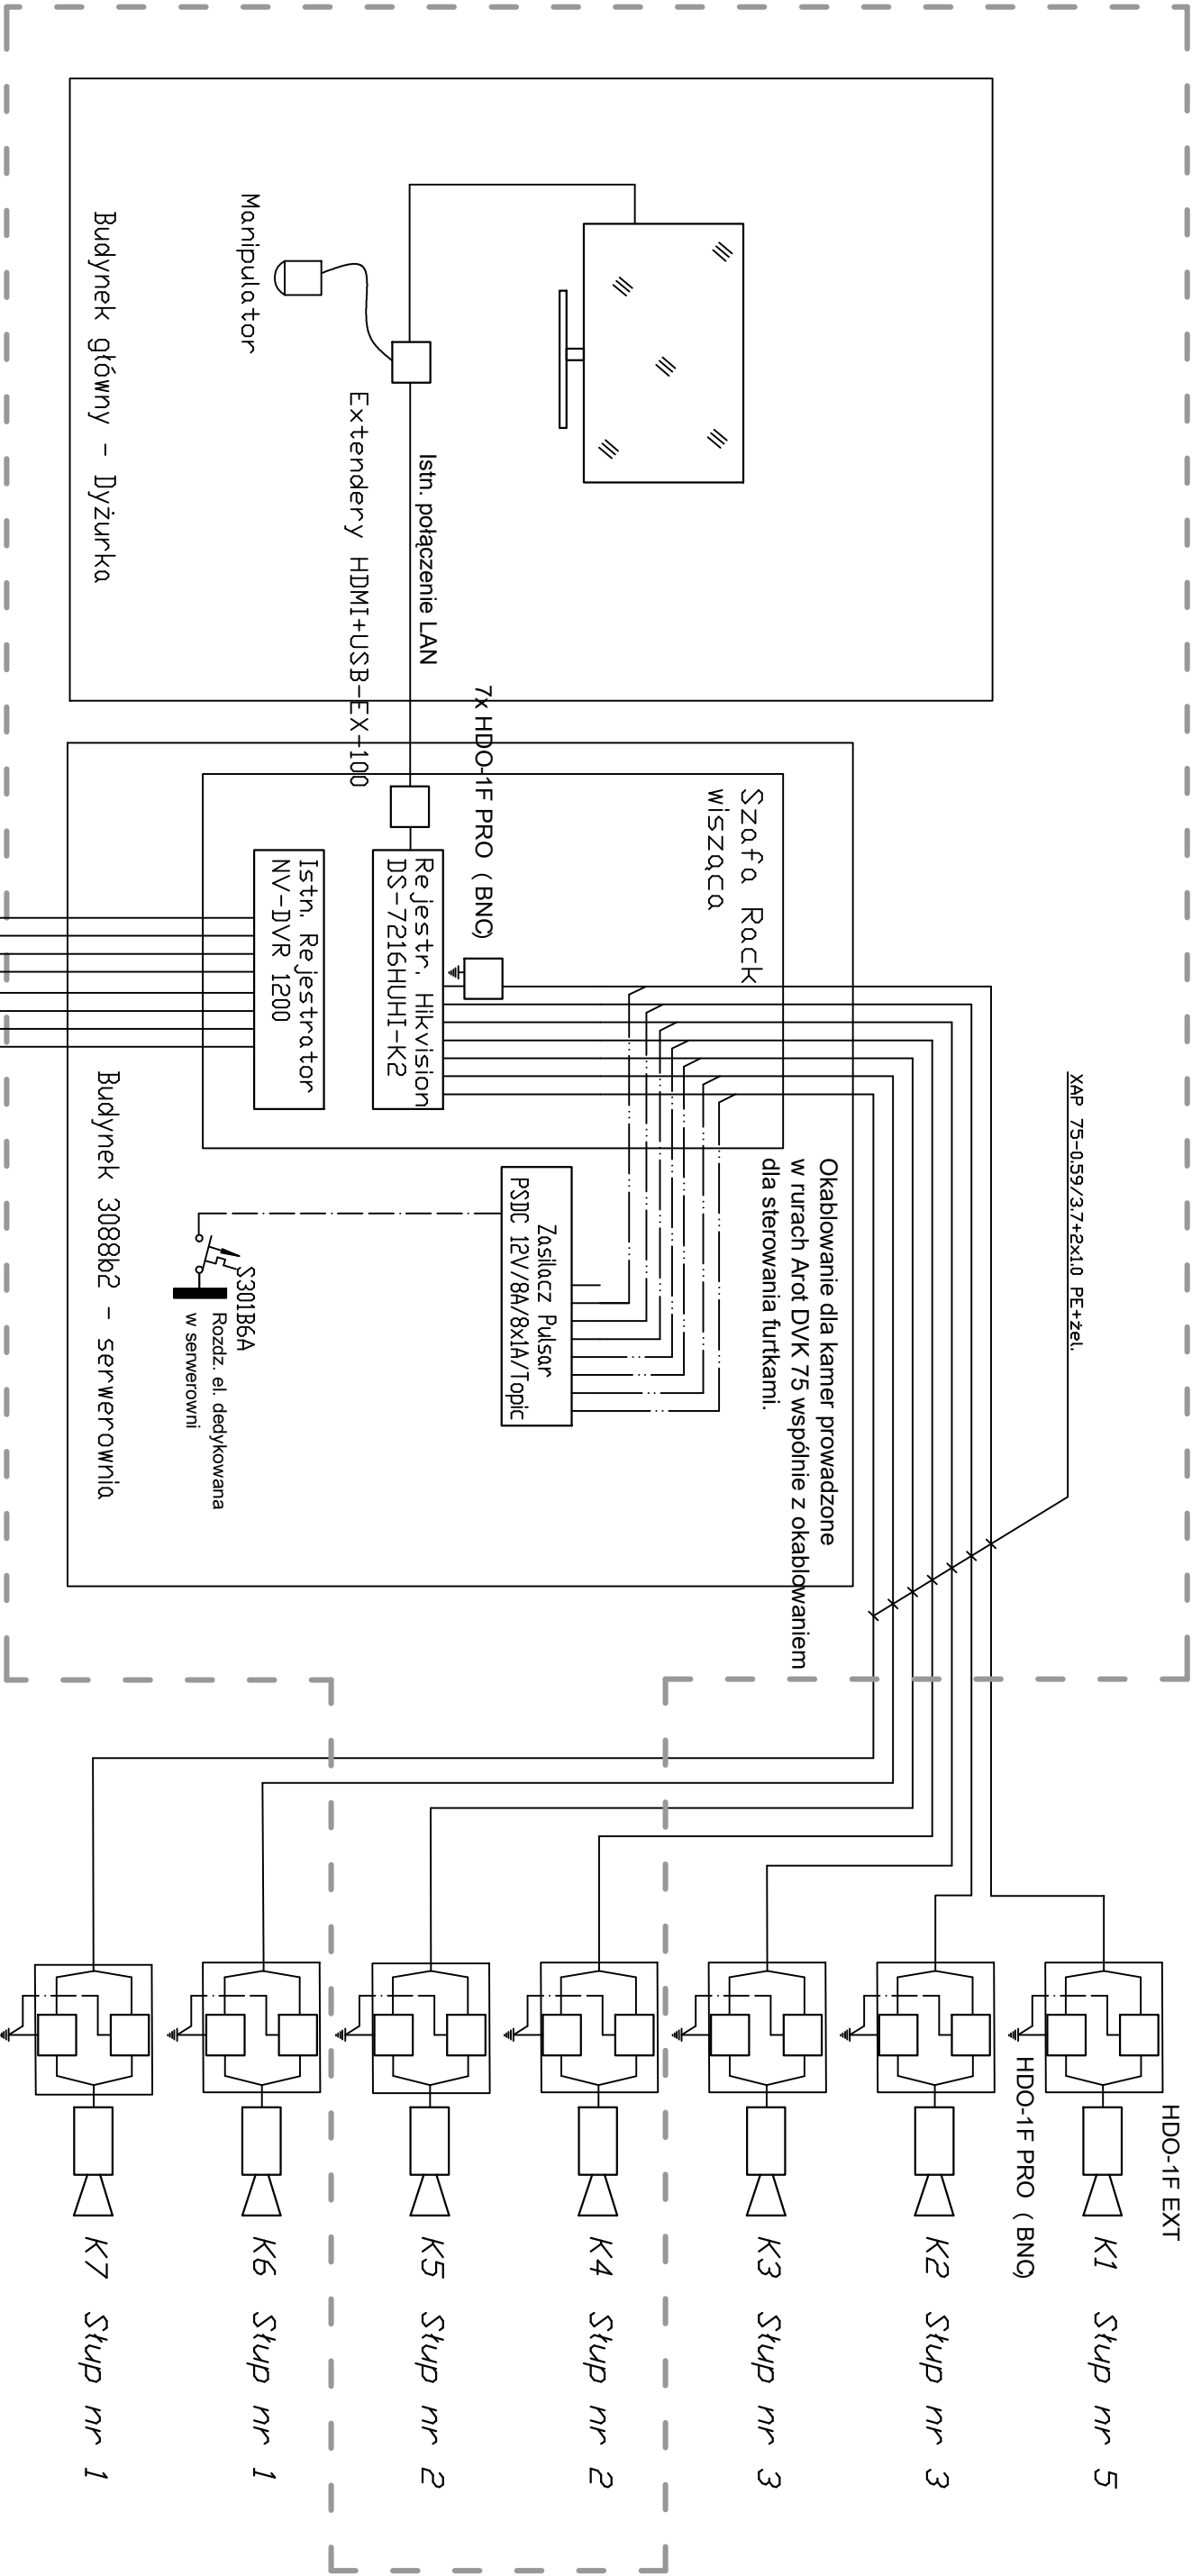 HDO-1F EXT
K1 Słup nr 5
HDO-1F PRO ( BNC)
K2 Słup nr 3
K3 Słup nr 3
K4 Słup nr 2
K5 Słup nr 2
K6 Słup nr 1
K7 Słup nr 1
XAP 75-0.59/3.7+2x1.0 PE+żel.
Okablowanie dla kamer prowadzone
w rurach Arot DVK 75 wspólnie z okablowaniem
dla sterowania furtkami.
Szafa Rack
wisząca
7x HDO-1F PRO ( BNC)
Rejestr. Hikvision
DS-7216HUHI-K2
Istn. Rejestrator
NV-DVR 1200
Zasilacz Pulsar
PSDC 12V/8A/8x1A/Topic
S301B6A
Rozdz. el. dedykowana
w serwerowni
Budynek 3088b2 - serwerownia
Istn. połączenie LAN
Extendery HDMI+USB-EX-100
Manipulator
Budynek główny - Dyżurka